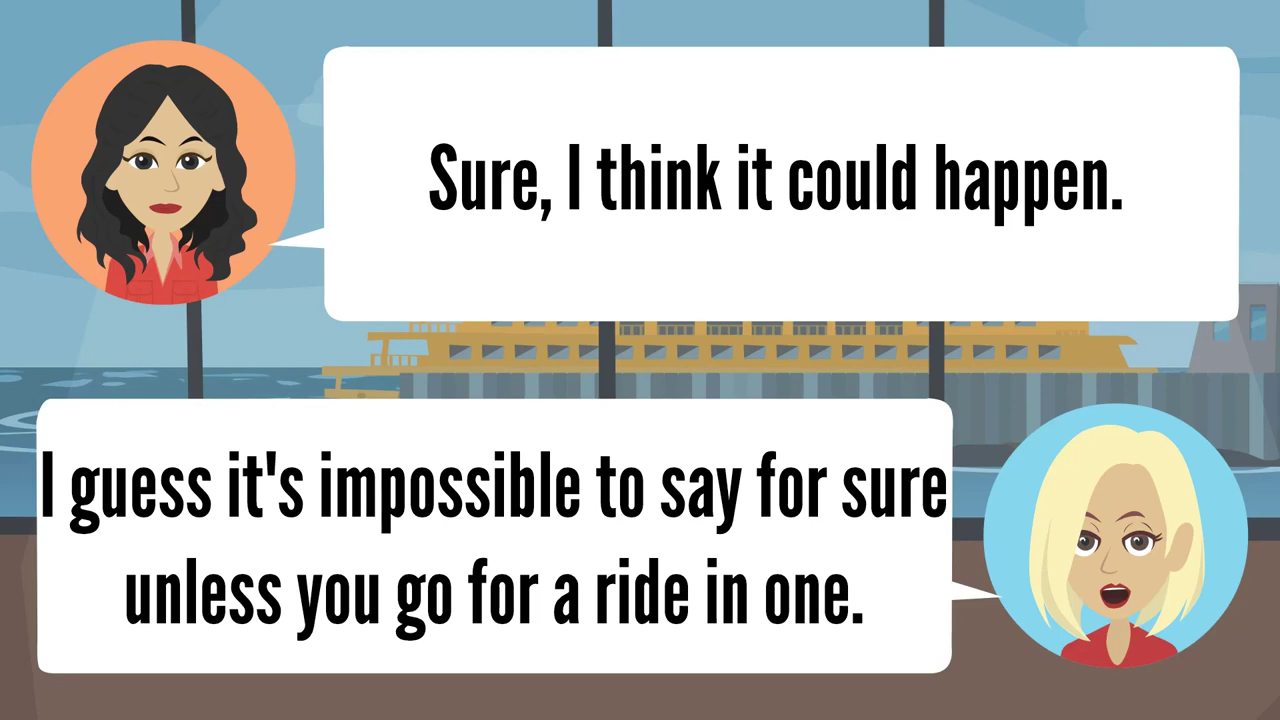 Sure, I think it could happen.
I guess it's impossible to say for sure
unless you go for a ride in one.